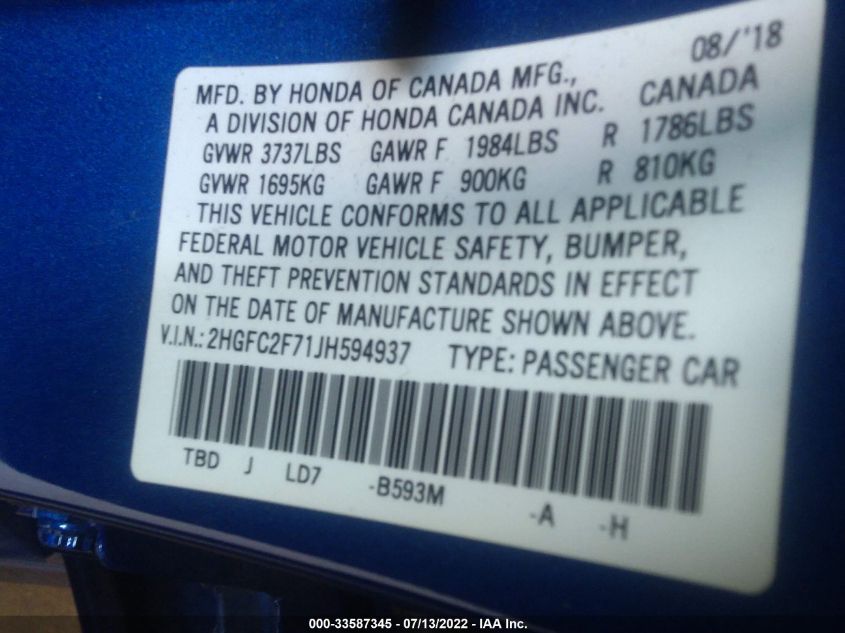 08/'18
MFD. BY HONDA OF CANADA MFG.,
A DIVISION OF HONDA CANADA INC. CANADA
GVWR 3737LBS GAWR F 1984LBS R 1786LBS
GVWR 1695KG GAWR F 900KG R 810KG
THIS VEHICLE CONFORMS TO ALL APPLICABLE
FEDERAL MOTOR VEHICLE SAFETY, BUMPER,
AND THEFT PREVENTION STANDARDS IN EFFECT
ON THE DATE OF MANUFACTURE SHOWN ABOVE.
V.I.N.: 2HGFC2F71JH594937 TYPE: PASSENGER CAR
TBD J LD7 -B593M -A -H
000-33587345 - 07/13/2022 - IAA Inc.